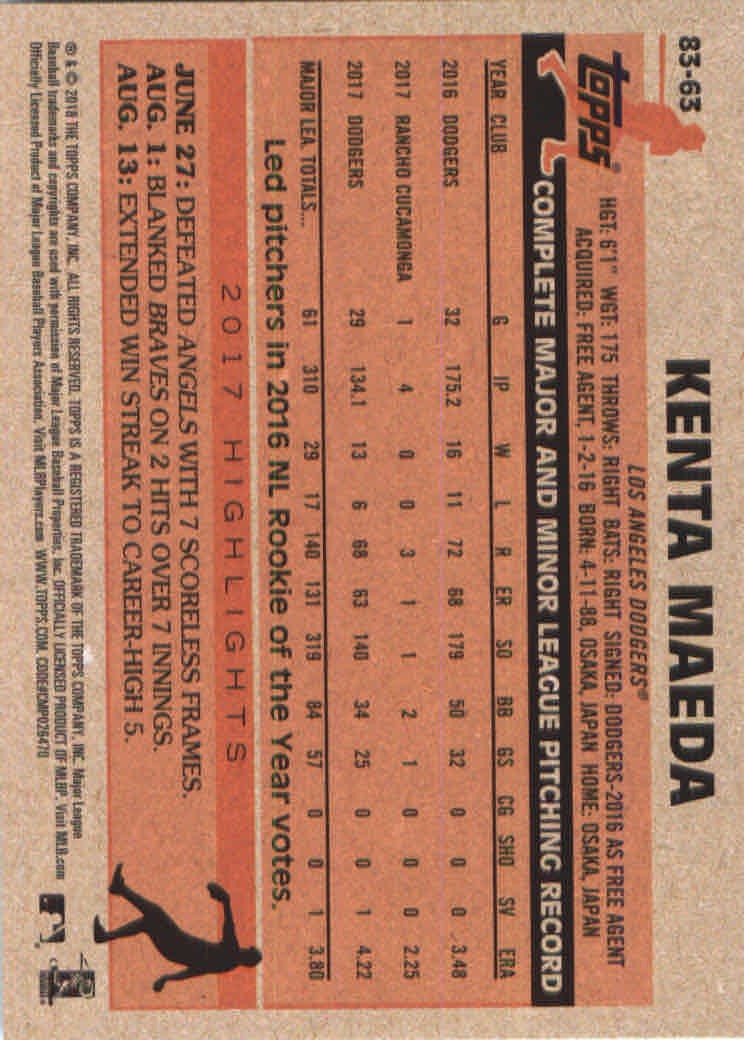 83-63
KENTA MAEDA
LOS ANGELES DODGERS®
TOPPS®
HGT: 6'1" WGT: 175 THROWS: RIGHT BATS: RIGHT SIGNED: DODGERS-2016 AS FREE AGENT
ACQUIRED: FREE AGENT, 1-2-16 BORN: 4-11-88, OSAKA, JAPAN HOME: OSAKA, JAPAN
COMPLETE MAJOR AND MINOR LEAGUE PITCHING RECORD
YEAR CLUB G IP W L R ER SO BB GS CG SHO SV ERA
2016 DODGERS 32 175.2 16 11 72 68 179 50 32 0 0 0 3.48
2017 RANCHO CUCAMONGA 1 4 0 0 3 1 1 2 1 0 0 0 2.25
2017 DODGERS 29 134.1 13 6 68 63 140 34 25 0 0 1 4.22
MAJOR LEA. TOTALS... 61 310 29 17 140 131 319 84 57 0 0 1 3.80
Led pitchers in 2016 NL Rookie of the Year votes.
2017 HIGHLIGHTS
JUNE 27: DEFEATED ANGELS WITH 7 SCORELESS FRAMES.
AUG. 1: BLANKED BRAVES ON 2 HITS OVER 7 INNINGS.
AUG. 13: EXTENDED WIN STREAK TO CAREER-HIGH 5.
® & © 2018 THE TOPPS COMPANY, INC. ALL RIGHTS RESERVED. TOPPS IS A REGISTERED TRADEMARK OF THE TOPPS COMPANY, INC. Major League
Baseball trademarks and copyrights are used with permission of Major League Baseball Properties, Inc. OFFICIALLY LICENSED PRODUCT OF MLBP. Visit MLB.com
Officially Licensed Product of Major League Baseball Players Association. Visit MLBPlayers.com WWW.TOPPS.COM. CODE#CMP026470